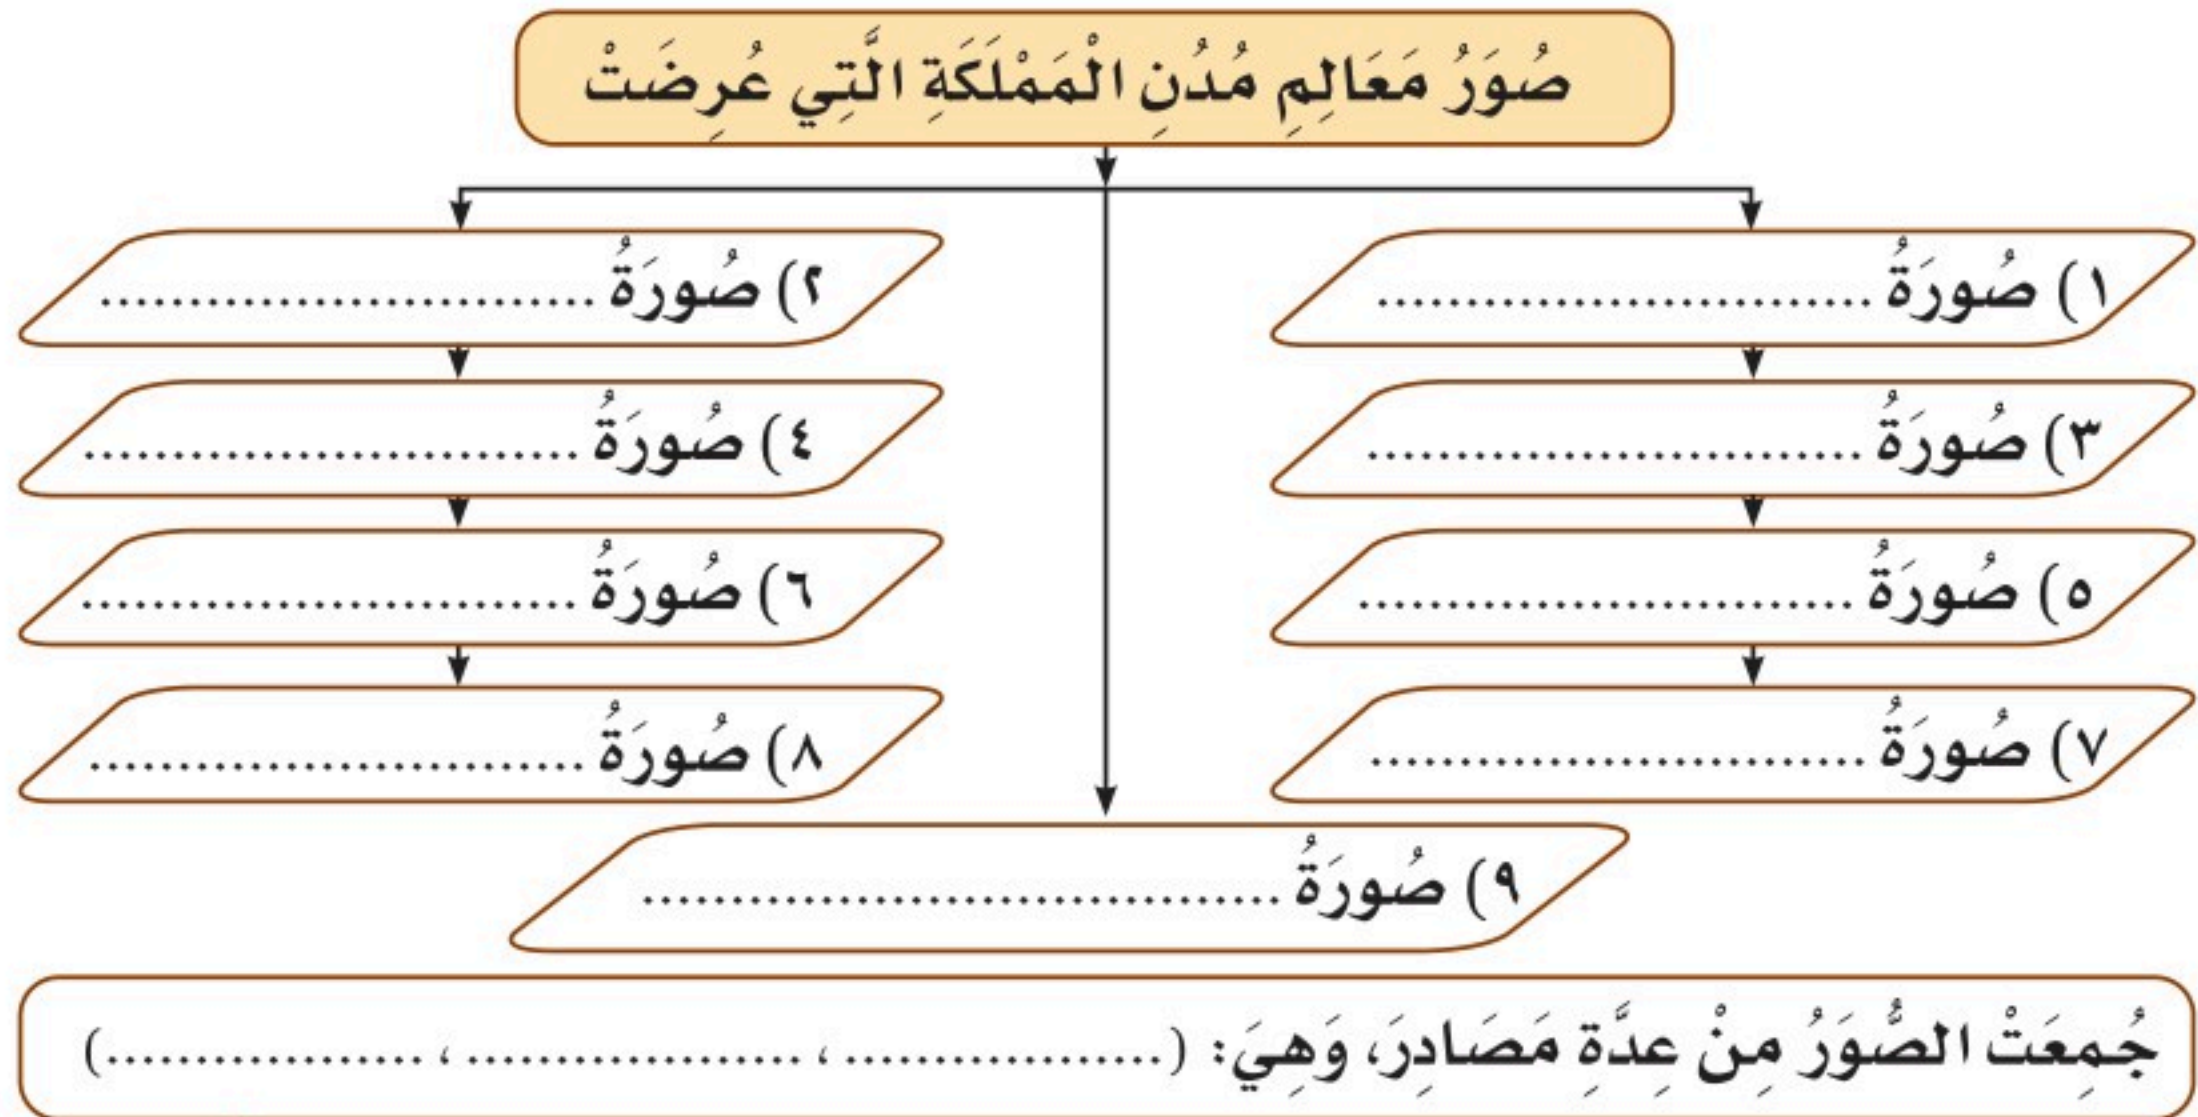 صُوَرُ مَعَالِمِ مُدُنِ الْمَمْلَكَةِ الَّتِي عُرِضَتْ
١) صُورَةُ ............................
٢) صُورَةُ ............................
٣) صُورَةُ ............................
٤) صُورَةُ ............................
٥) صُورَةُ ............................
٦) صُورَةُ ............................
٧) صُورَةُ ............................
٨) صُورَةُ ............................
٩) صُورَةُ ....................................
جُمِعَتْ الصُّوَرُ مِنْ عِدَّةِ مَصَادِرَ، وَهِيَ: (..................، ...................، ..................)